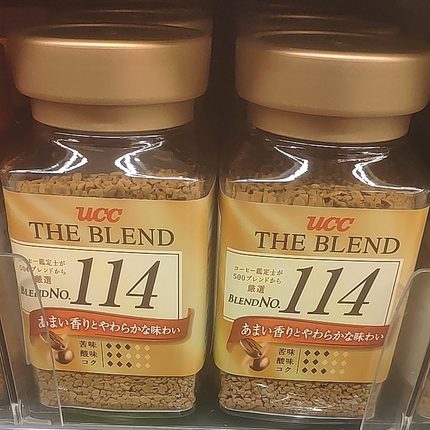 UCC
THE BLEND
コーヒー鑑定士が
500ブレンドから
厳選
BLEND NO. 114
あまい香りとやわらかな味わい
苦味
酸味
コク
UCC
THE BLEND
コーヒー鑑定士が
500ブレンドから
厳選
BLEND NO. 114
あまい香りとやわらかな味わい
苦味
酸味
コク